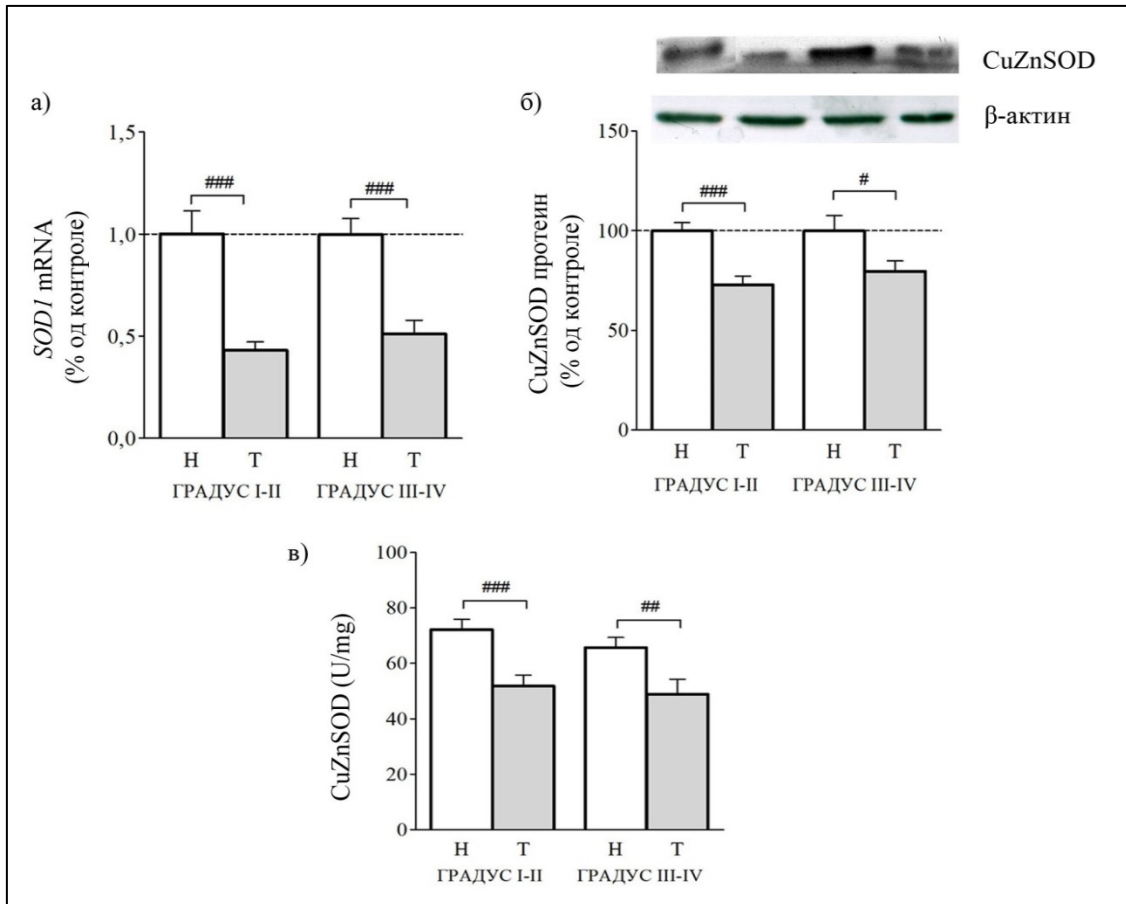 CuZnSOD
β-актин
а)
SOD1 mRNA
(% од контроле)
1,5
1,0
0,5
0,0
###
###
Н
Т
Н
Т
ГРАДУС I-II
ГРАДУС III-IV
б)
CuZnSOD протеин
(% од контроле)
150
100
50
0
###
#
Н
Т
Н
Т
ГРАДУС I-II
ГРАДУС III-IV
в)
CuZnSOD (U/mg)
100
80
60
40
20
0
###
##
Н
Т
Н
Т
ГРАДУС I-II
ГРАДУС III-IV